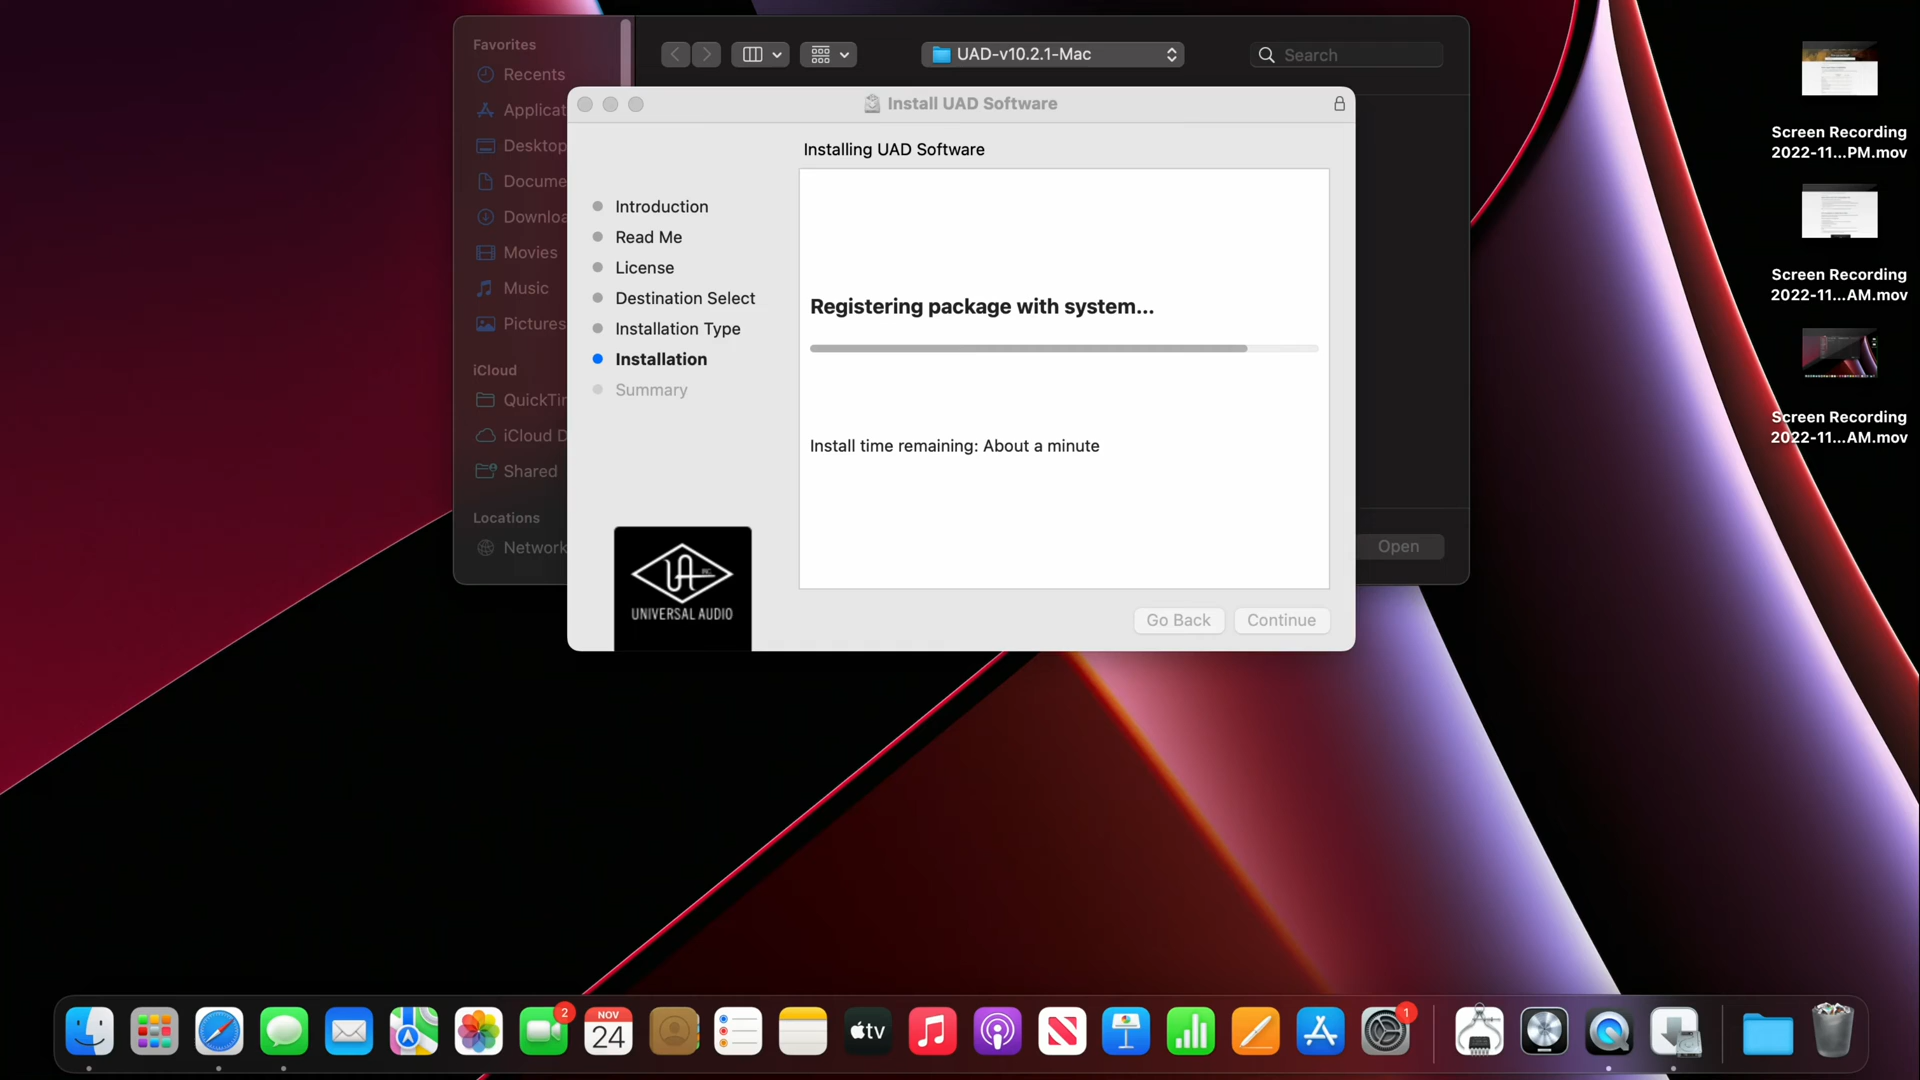 Favorites
Recents
Applicat
Desktop
Docume
Downloa
Movies
Music
Pictures
iCloud
QuickTi
iCloud D
Shared
Locations
Network
UAD-v10.2.1-Mac
Search
Open
Install UAD Software
Installing UAD Software
Introduction
Read Me
License
Destination Select
Installation Type
Installation
Summary
Registering package with system...
Install time remaining: About a minute
UA INC.
UNIVERSAL AUDIO
Go Back
Continue
Screen Recording
2022-11...PM.mov
Screen Recording
2022-11...AM.mov
Screen Recording
2022-11...AM.mov
2
NOV
24
tv
1